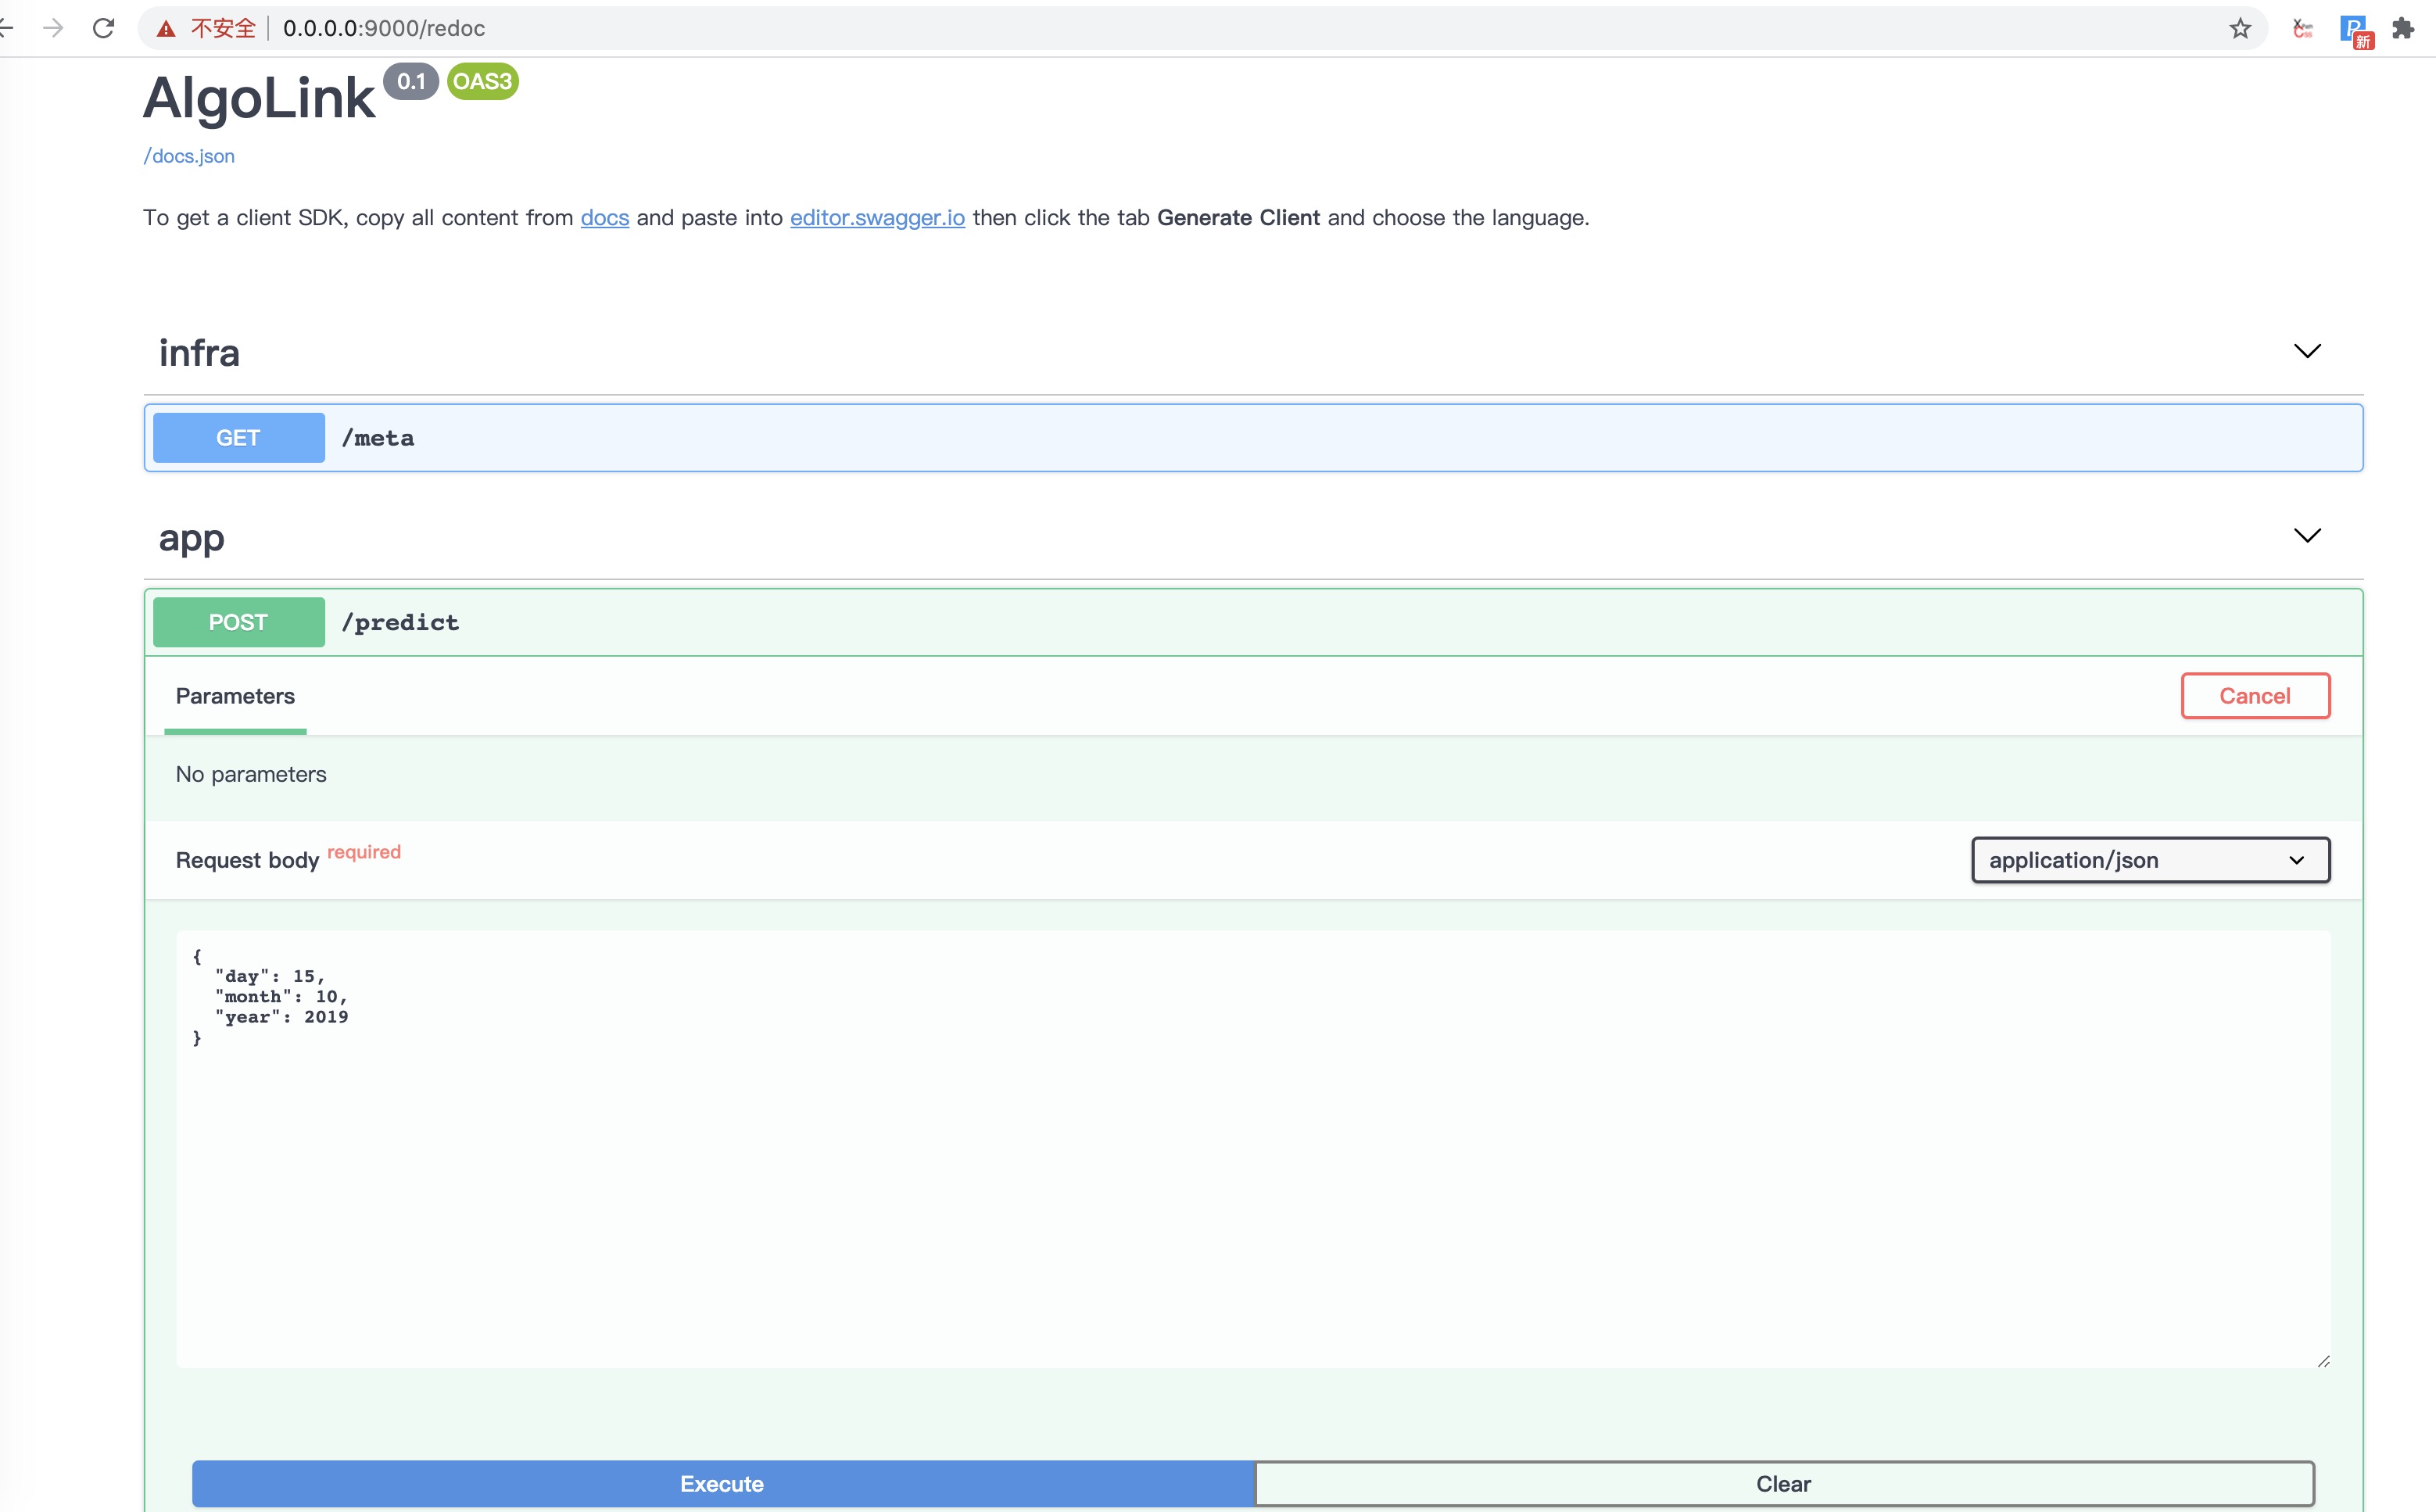 不安全 0.0.0.0:9000/redoc
新
AlgoLink 0.1 OAS3
/docs.json
To get a client SDK, copy all content from docs and paste into editor.swagger.io then click the tab Generate Client and choose the language.
infra
GET /meta
app
POST /predict
Parameters Cancel
No parameters
Request body required application/json
{
"day": 15,
"month": 10,
"year": 2019
}
Execute Clear